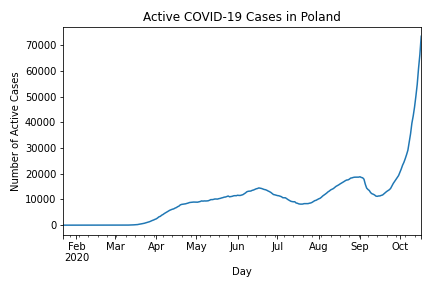 Active COVID-19 Cases in Poland
Number of Active Cases
70000
60000
50000
40000
30000
20000
10000
0
Feb Mar Apr May Jun Jul Aug Sep Oct
2020
Day